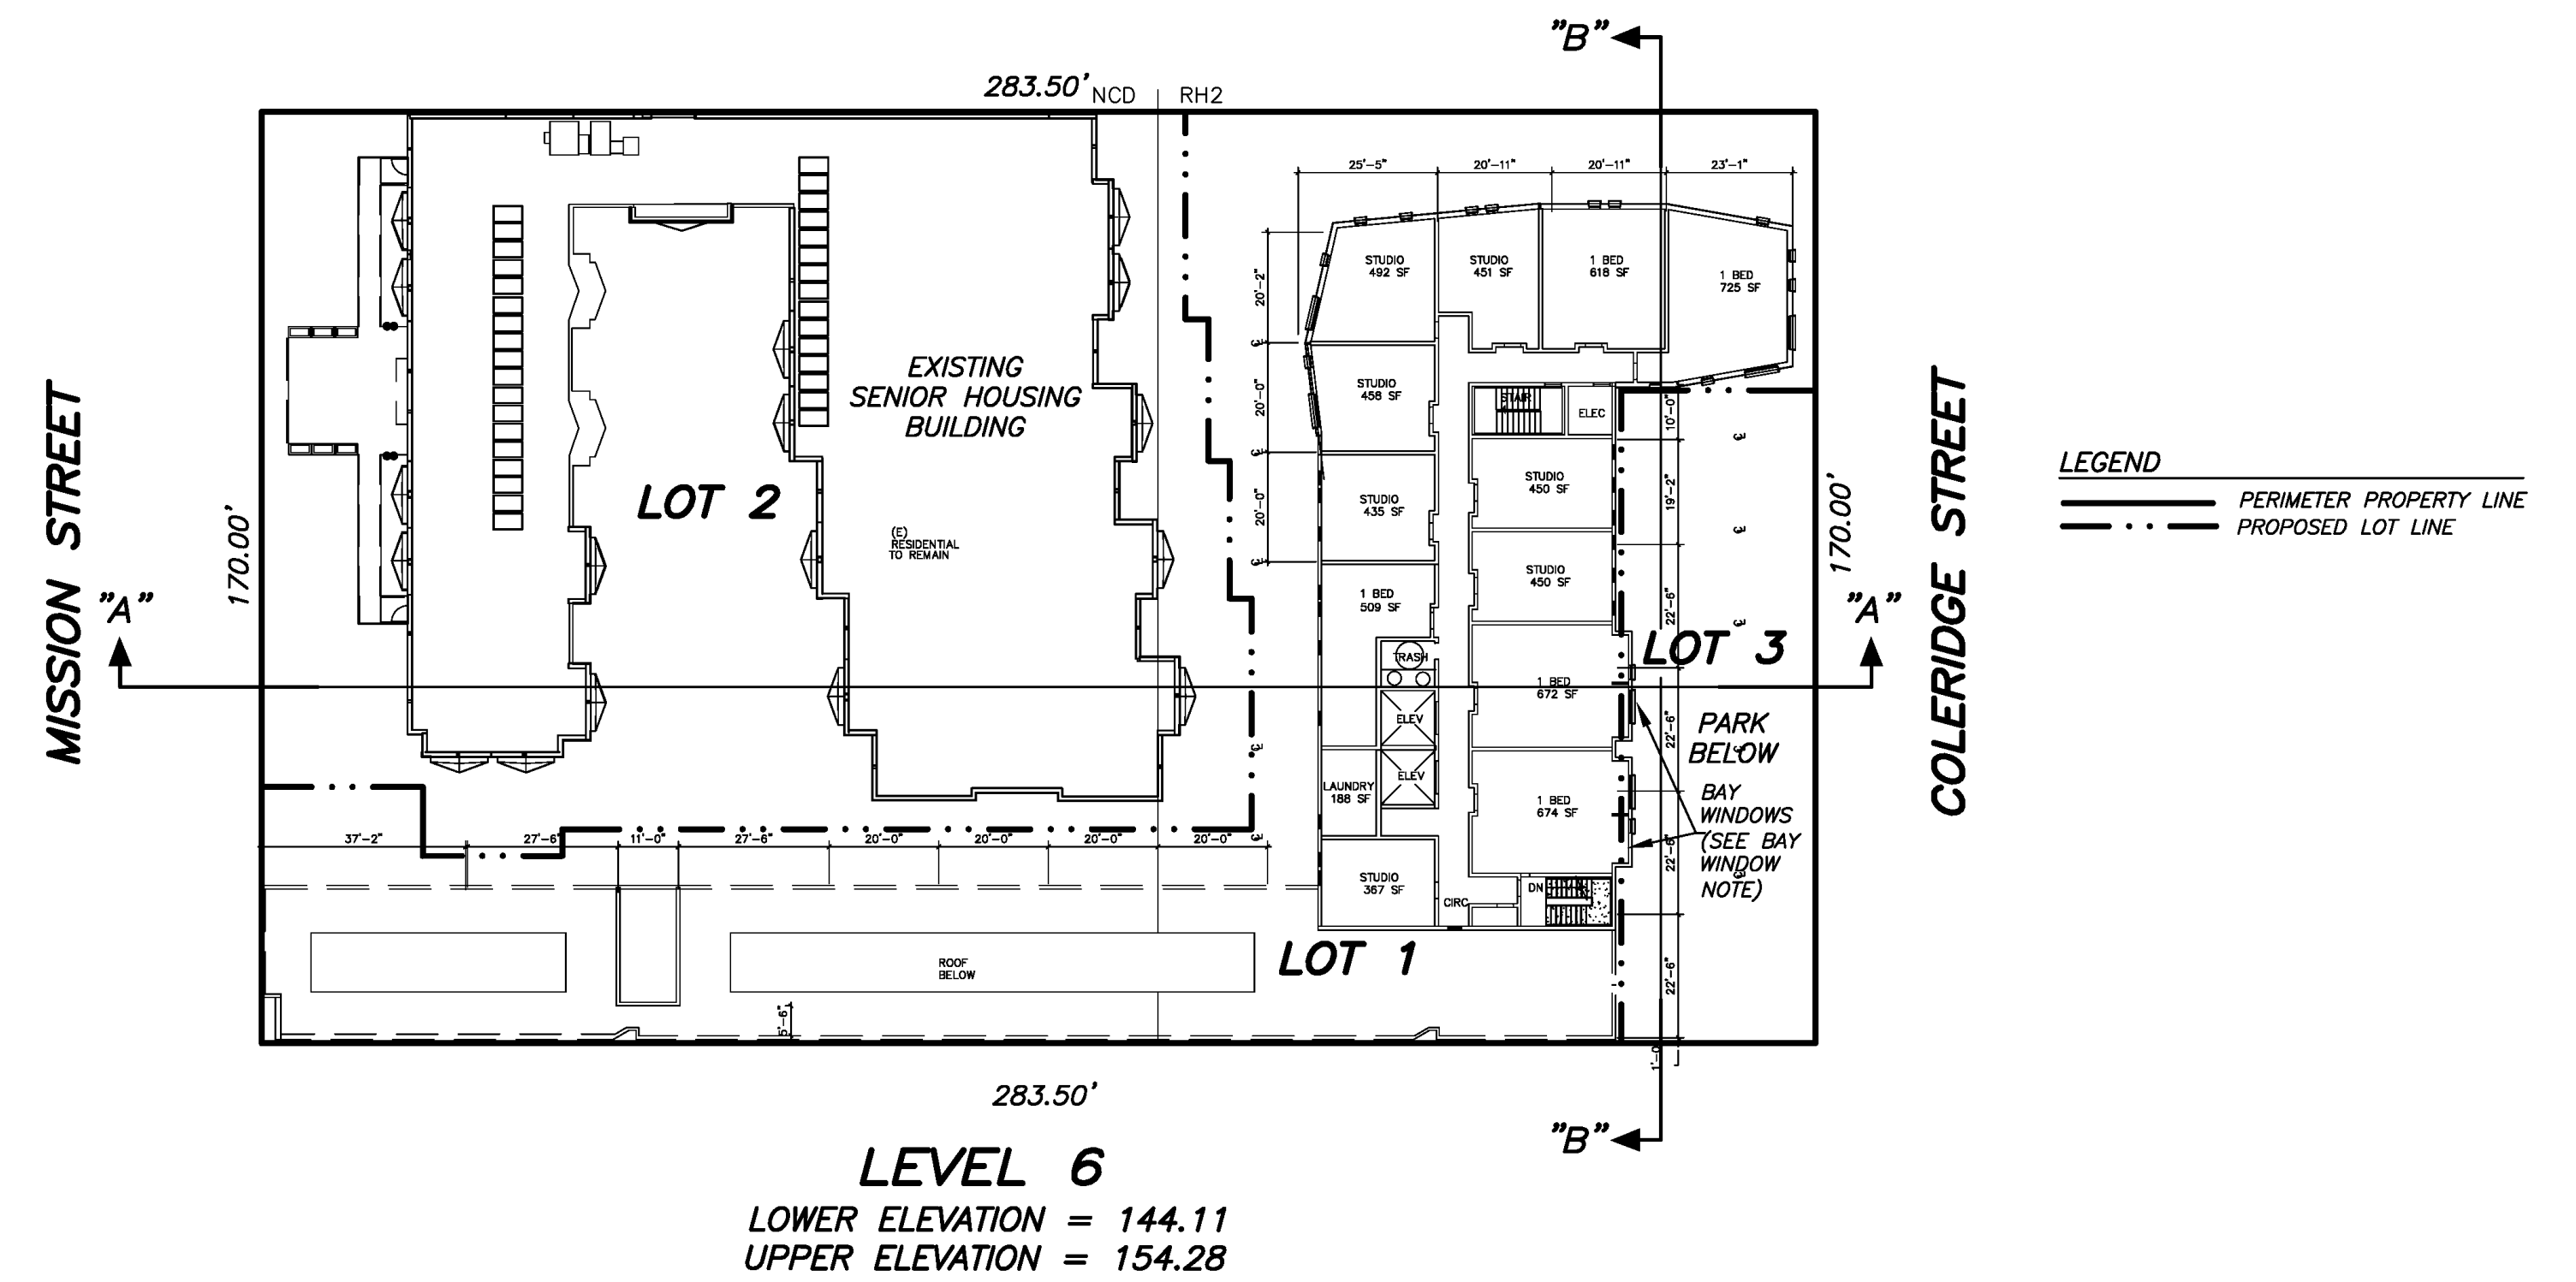 "B"
283.50'
NCD
RH2
25'-5"
20'-11"
20'-11"
23'-1"
STUDIO
492 SF
STUDIO
451 SF
1 BED
618 SF
1 BED
725 SF
20'-2"
EXISTING
SENIOR HOUSING
BUILDING
STUDIO
458 SF
20'-0"
STAIR
ELEC
10'-0"
MISSION STREET
COLERIDGE STREET
LEGEND
PERIMETER PROPERTY LINE
PROPOSED LOT LINE
LOT 2
170.00'
(E)
RESIDENTIAL
TO REMAIN
STUDIO
435 SF
20'-0"
STUDIO
450 SF
19'-2"
170.00'
STUDIO
450 SF
1 BED
509 SF
22'-6"
"A"
"A"
LOT 3
TRASH
1 BED
672 SF
ELEV
22'-6"
PARK
BELOW
ELEV
LAUNDRY
188 SF
1 BED
674 SF
BAY
WINDOWS
(SEE BAY
WINDOW
NOTE)
22'-6"
37'-2"
27'-6"
11'-0"
27'-6"
20'-0"
20'-0"
20'-0"
20'-0"
STUDIO
367 SF
CIRC
DN
LOT 1
ROOF
BELOW
22'-6"
5'-6"
283.50'
"B"
LEVEL 6
LOWER ELEVATION = 144.11
UPPER ELEVATION = 154.28